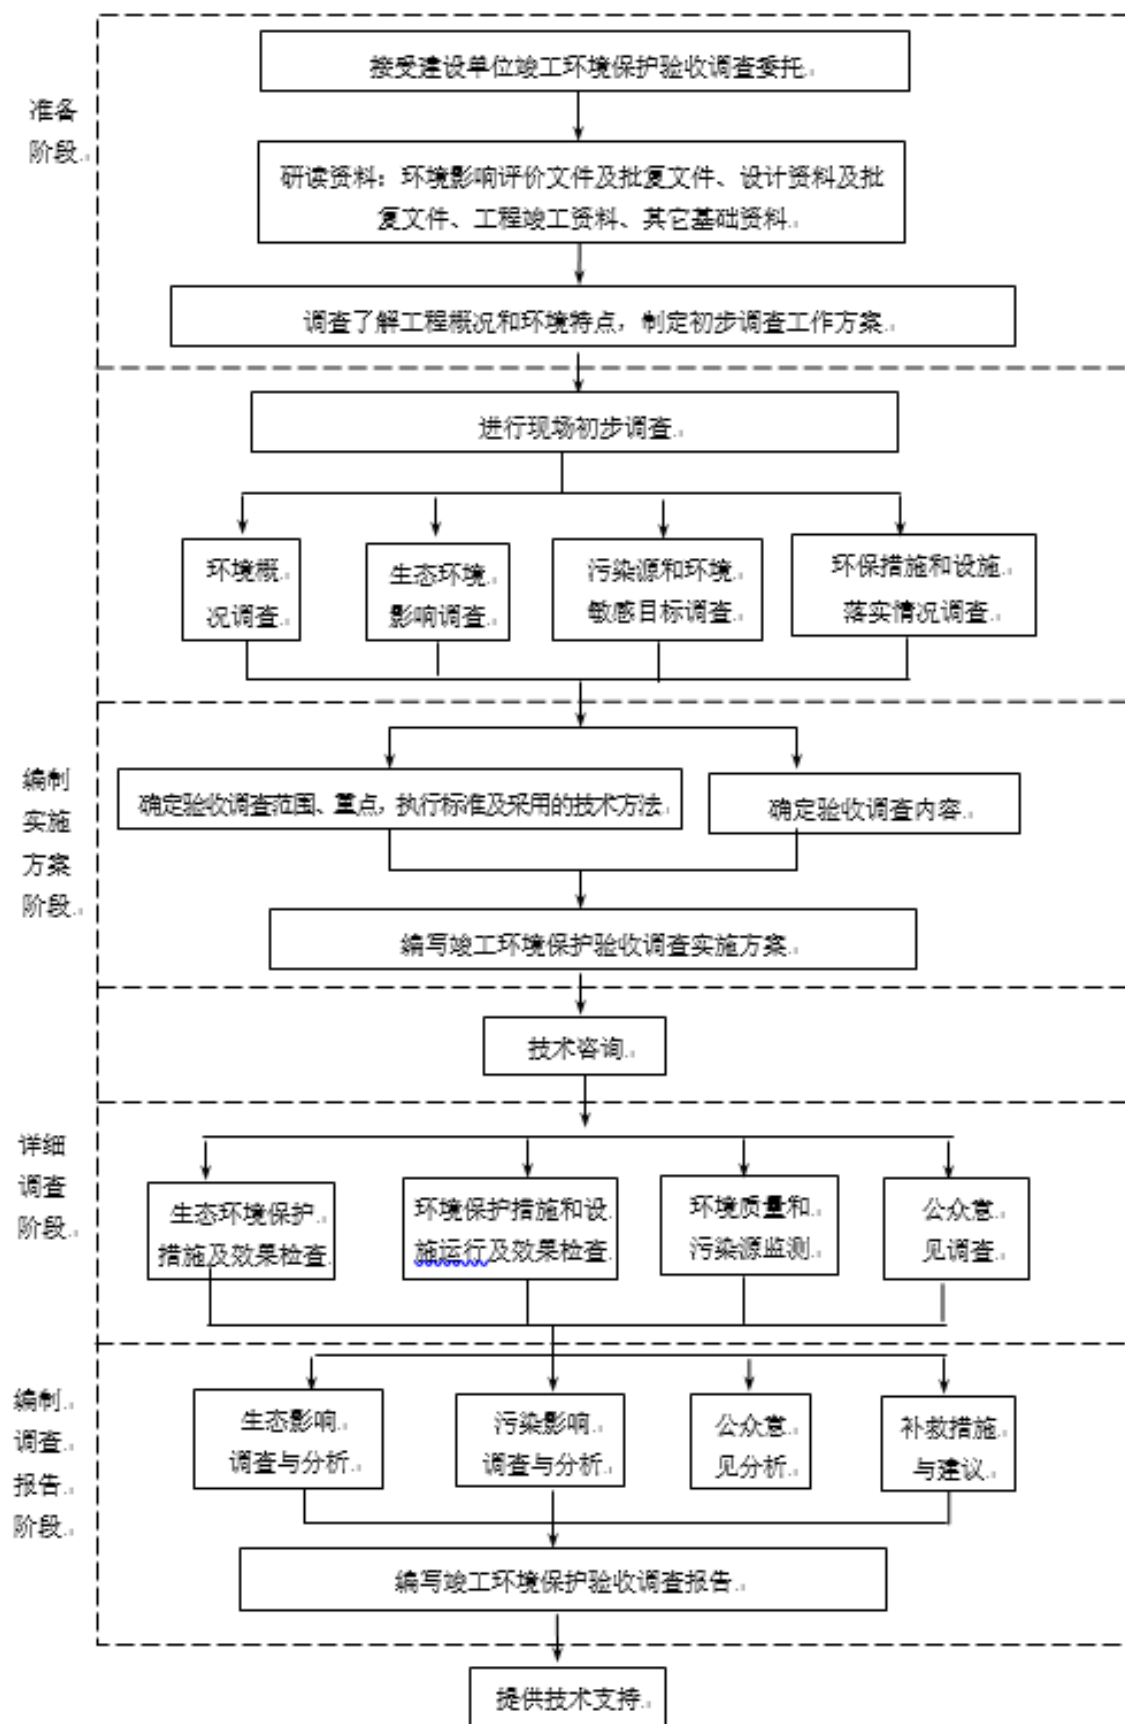 接受建设单位竣工环境保护验收调查委托
准备
阶段
研读资料：环境影响评价文件及批复文件、设计资料及批
复文件、工程竣工资料、其它基础资料
调查了解工程概况和环境特点，制定初步调查工作方案
进行现场初步调查
环境概
况调查
生态环境
影响调查
污染源和环境
敏感目标调查
环保措施和设施
落实情况调查
编制
实施
方案
阶段
确定验收调查范围、重点，执行标准及采用的技术方法
确定验收调查内容
编写竣工环境保护验收调查实施方案
技术咨询
详细
调查
阶段
生态环境保护
措施及效果检查
环境保护措施和设
施运行及效果检查
环境质量和
污染源监测
公众意
见调查
编制
调查
报告
阶段
生态影响
调查与分析
污染影响
调查与分析
公众意
见分析
补救措施
与建议
编写竣工环境保护验收调查报告
提供技术支持